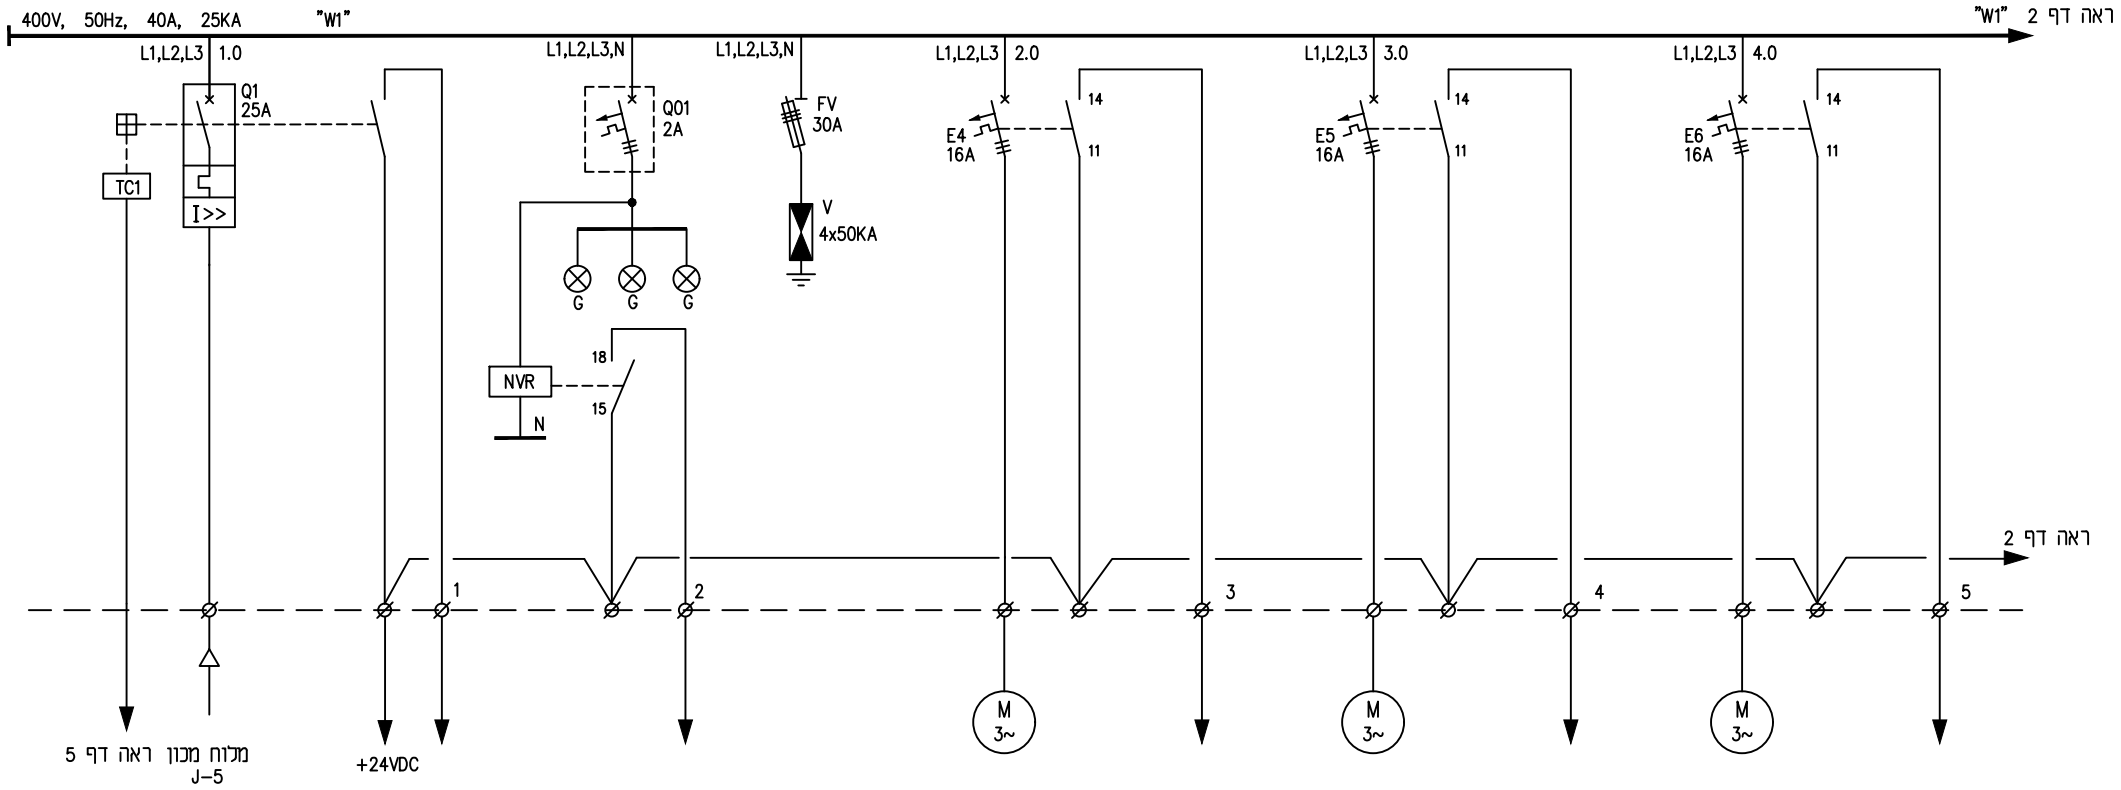 400V, 50Hz, 40A, 25KA "W1" "W1" ראה דף 2
L1,L2,L3 1.0 L1,L2,L3,N L1,L2,L3,N L1,L2,L3 2.0 L1,L2,L3 3.0 L1,L2,L3 4.0
Q1
25A
TC1
I>>
Q01
2A
G G G
NVR
N
18
15
FV
30A
V
4x50KA
E4
16A
14
11
E5
16A
14
11
E6
16A
14
11
ראה דף 2
1 2 3 4 5
M
3~
M
3~
M
3~
ראה דף 5
מלוח מכון
J-5
+24VDC